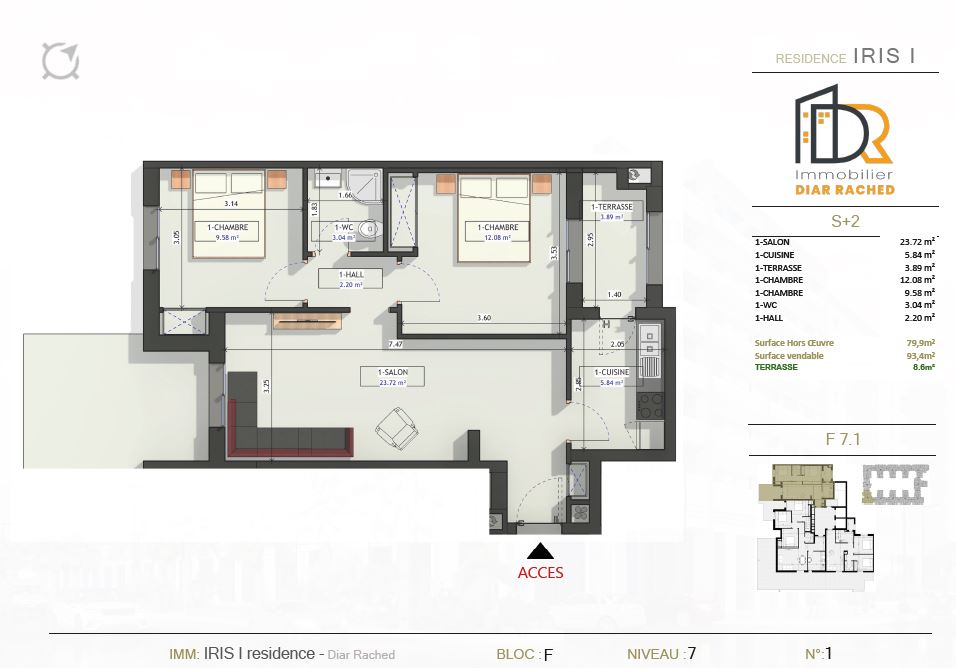 RESIDENCE IRIS I
DR
Immobilier
DIAR RACHED
S+2
1-SALON 23.72 m²
1-CUISINE 5.84 m²
1-TERRASSE 3.89 m²
1-CHAMBRE 12.08 m²
1-CHAMBRE 9.58 m²
1-WC 3.04 m²
1-HALL 2.20 m²
Surface Hors Œuvre 79,9m²
Surface vendable 93,4m²
TERRASSE 8.6m²
F 7.1
3.14
1-CHAMBRE
9.58 m²
3.05
1.66
1.83
1-WC
3.04 m²
1-HALL
2.20 m²
1-CHAMBRE
12.08 m²
3.53
3.60
1-TERRASSE
3.89 m²
2.95
1.40
7.47
1-SALON
23.72 m²
3.25
2.05
1-CUISINE
5.84 m²
2.85
ACCES
IMM: IRIS I residence - Diar Rached
BLOC : F
NIVEAU : 7
N°:1